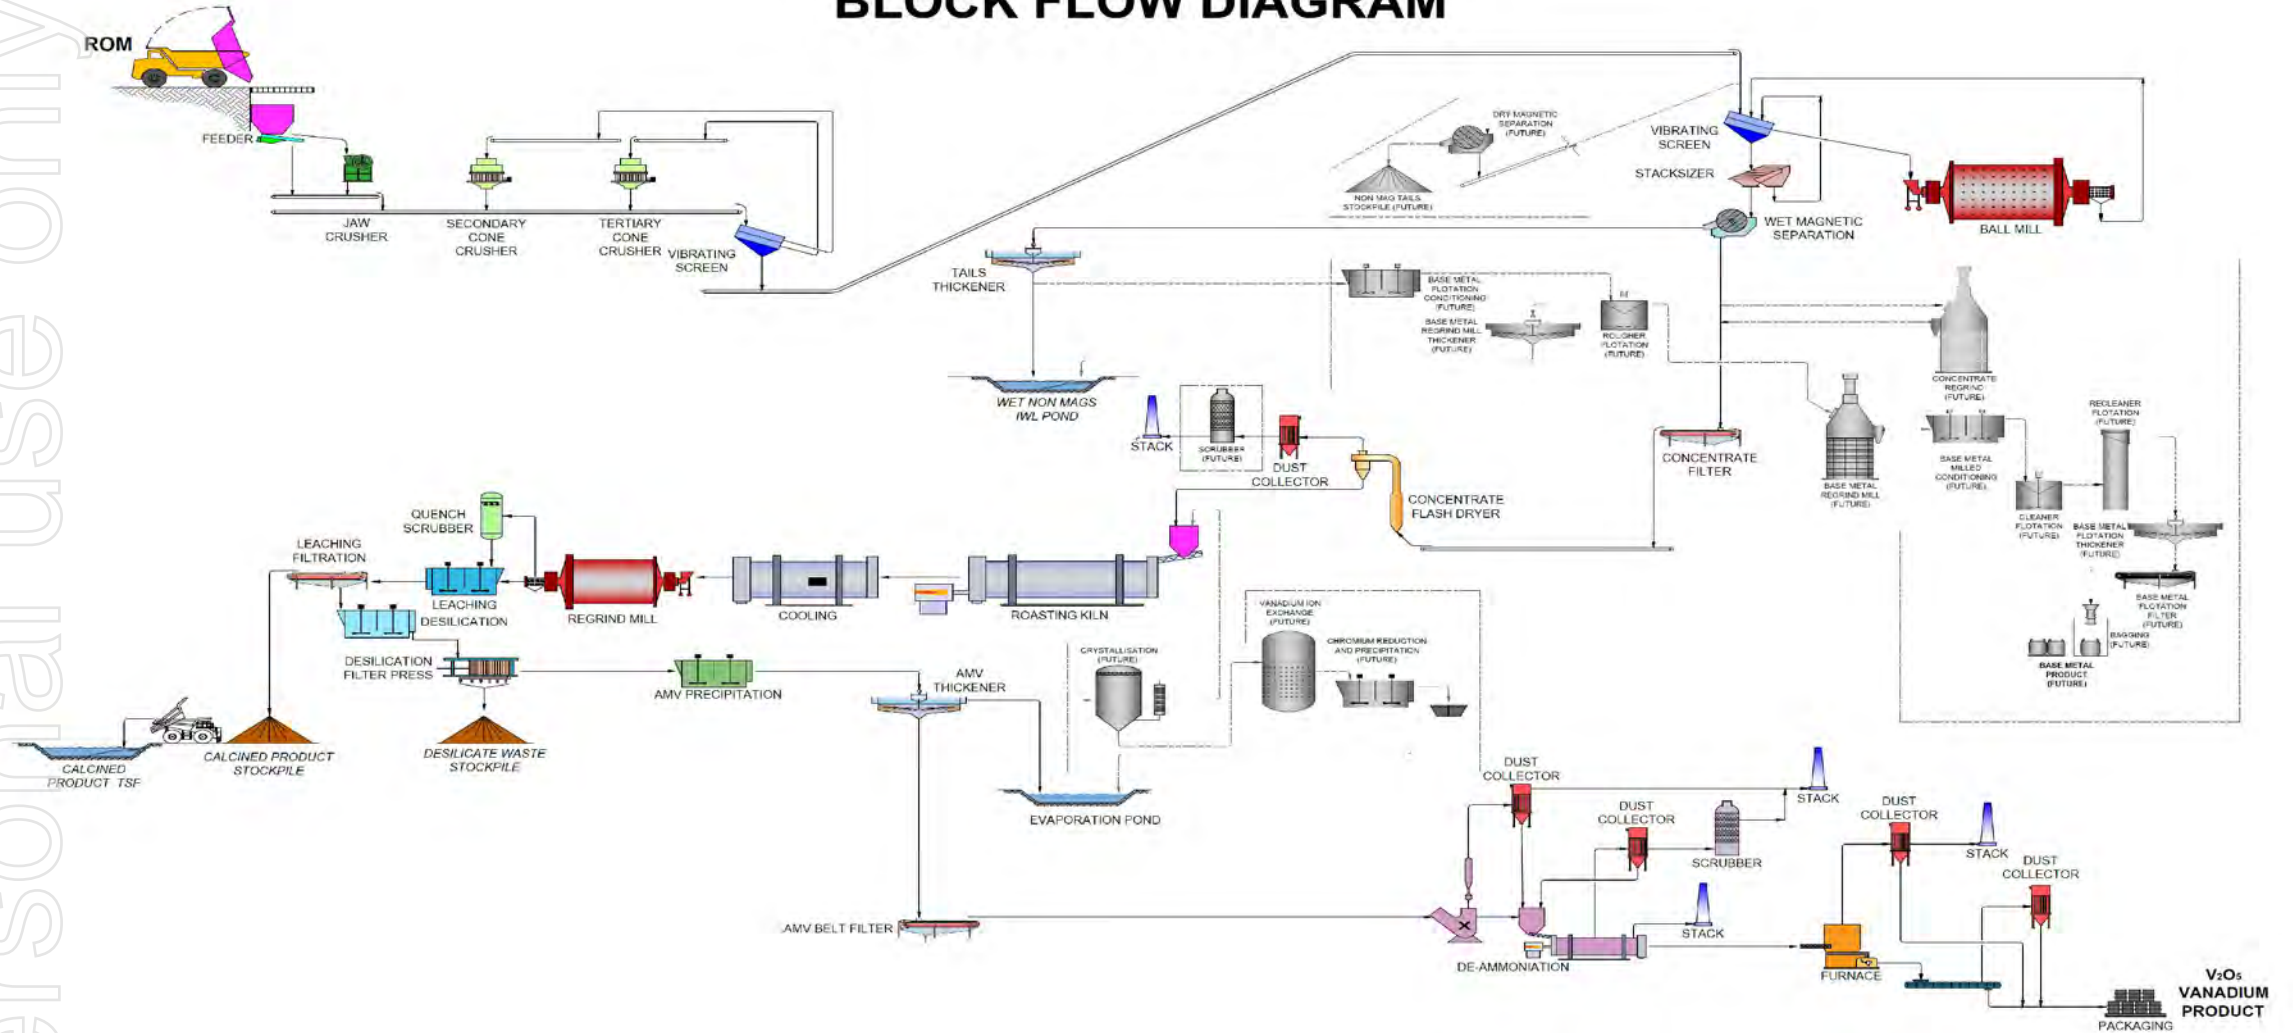 BLOCK FLOW DIAGRAM
ROM
FEEDER
JAW
CRUSHER
SECONDARY
CONE
CRUSHER
TERTIARY
CONE
CRUSHER
VIBRATING
SCREEN
DRY MAGNETIC
SEPARATION
(FUTURE)
NON MAG TAILS
STOCKPILE (FUTURE)
VIBRATING
SCREEN
STACKSIZER
WET MAGNETIC
SEPARATION
BALL MILL
TAILS
THICKENER
WET NON MAGS
IWL POND
BASE METAL
FLOTATION
CONDITIONING
(FUTURE)
BASE METAL
REGRIND MILL
THICKENER
(FUTURE)
ROUGHER
FLOTATION
(FUTURE)
CONCENTRATE
REGRIND
(FUTURE)
BASE METAL
REGRIND MILL
(FUTURE)
BASE METAL
MILLED
CONDITIONING
(FUTURE)
RECLEANER
FLOTATION
(FUTURE)
CLEANER
FLOTATION
(FUTURE)
BASE METAL
FLOTATION
THICKENER
(FUTURE)
BASE METAL
FLOTATION
FILTER
(FUTURE)
BAGGING
(FUTURE)
BASE METAL
PRODUCT
(FUTURE)
STACK
SCRUBBER
(FUTURE)
DUST
COLLECTOR
CONCENTRATE
FLASH DRYER
CONCENTRATE
FILTER
QUENCH
SCRUBBER
LEACHING
FILTRATION
LEACHING
DESILICATION
REGRIND MILL
COOLING
ROASTING KILN
DESILICATION
FILTER PRESS
AMV PRECIPITATION
AMV
THICKENER
CRYSTALLISATION
(FUTURE)
VANADIUM ION
EXCHANGE
(FUTURE)
CHROMIUM REDUCTION
AND PRECIPITATION
(FUTURE)
CALCINED
PRODUCT TSF
CALCINED PRODUCT
STOCKPILE
DESILICATE WASTE
STOCKPILE
EVAPORATION POND
AMV BELT FILTER
DUST
COLLECTOR
DUST
COLLECTOR
SCRUBBER
STACK
STACK
DE-AMMONIATION
DUST
COLLECTOR
STACK
DUST
COLLECTOR
FURNACE
V₂O₅
VANADIUM
PRODUCT
PACKAGING
ersonal use only